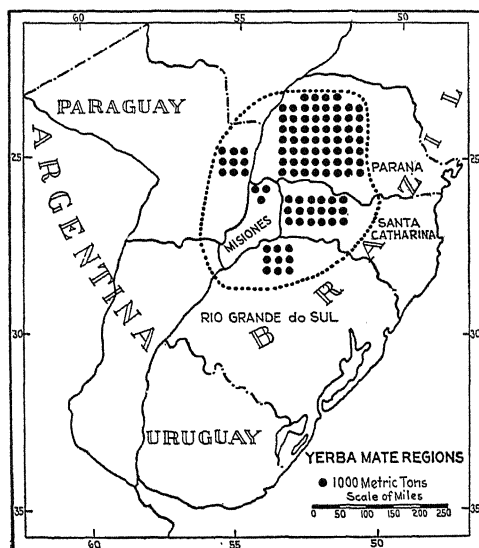 60 55 50
PARAGUAY
ARGENTINA
BRAZIL
25 25
PARANA
MISIONES
SANTA
CATHARINA
RIO GRANDE do SUL
30 30
URUGUAY
YERBA MATE REGIONS
1000 Metric Tons
Scale of Miles
0 50 100 150 200 250
35 35
60 55 50